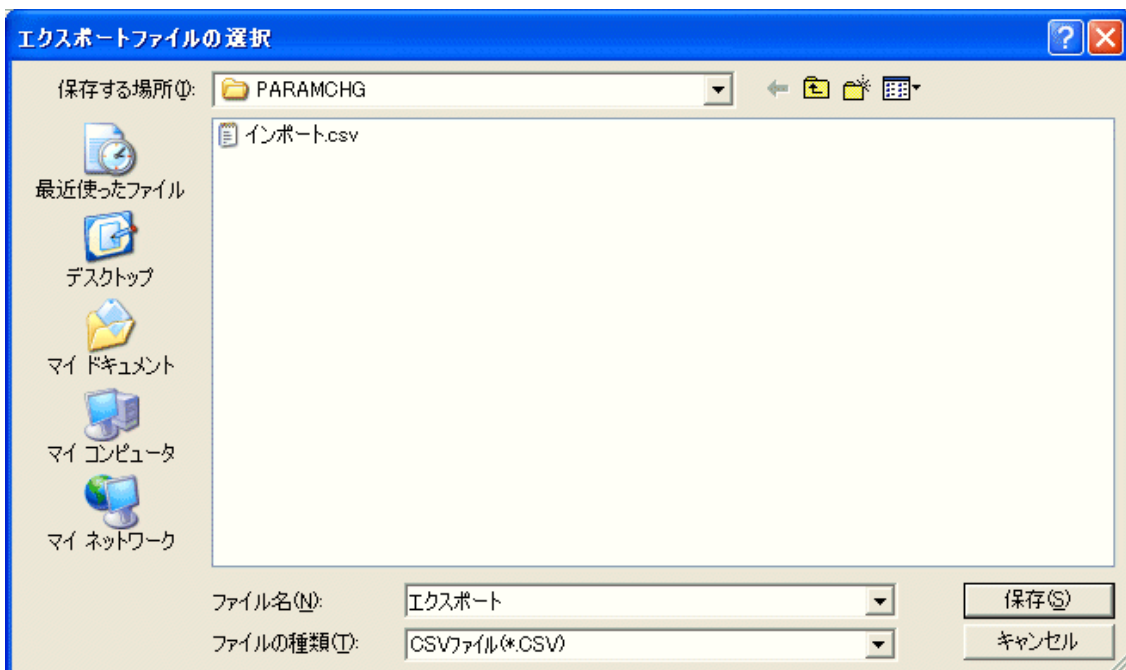 エクスポートファイルの選択
保存する場所(I): PARAMCHG
インポート.csv
最近使ったファイル
デスクトップ
マイ ドキュメント
マイ コンピュータ
マイ ネットワーク
ファイル名(N): エクスポート 保存(S)
ファイルの種類(T): CSVファイル(*.CSV) キャンセル